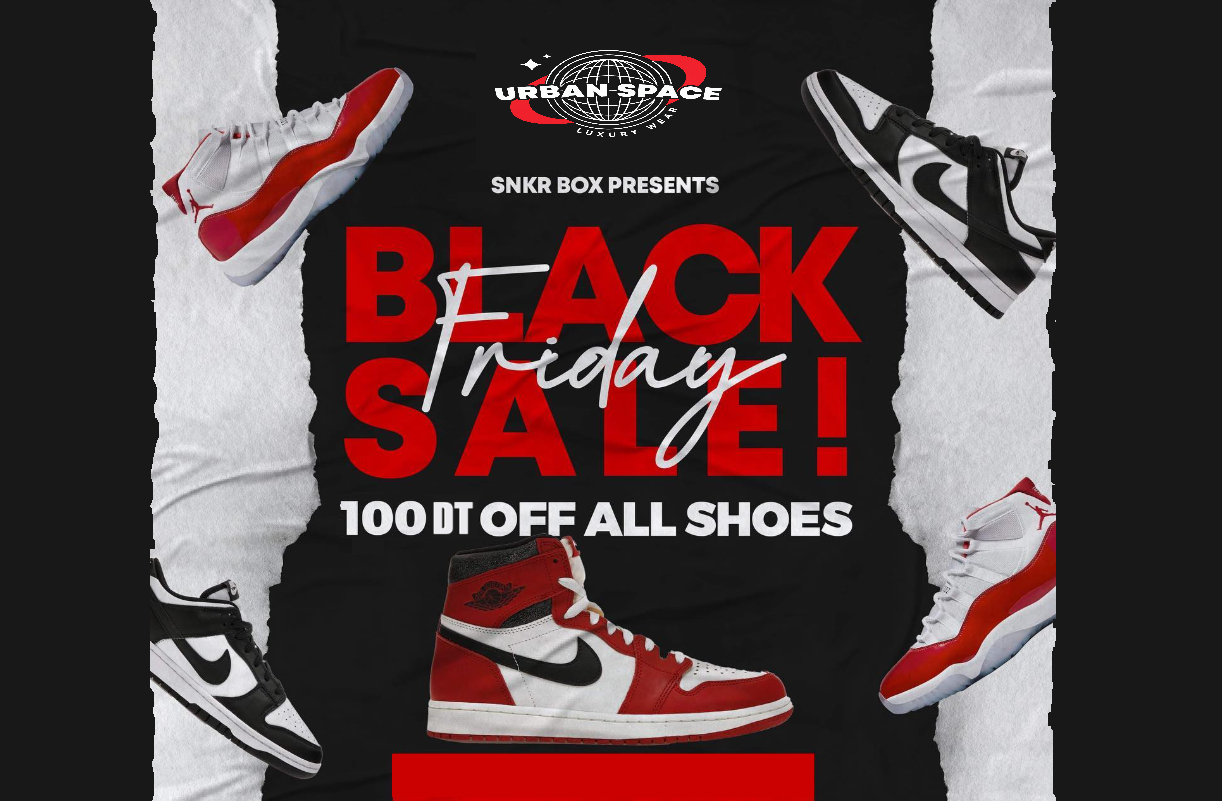 URBAN SPACE
LUXURY WEAR
SNKR BOX PRESENTS
BLACK
Friday
SALE!
100 DT OFF ALL SHOES